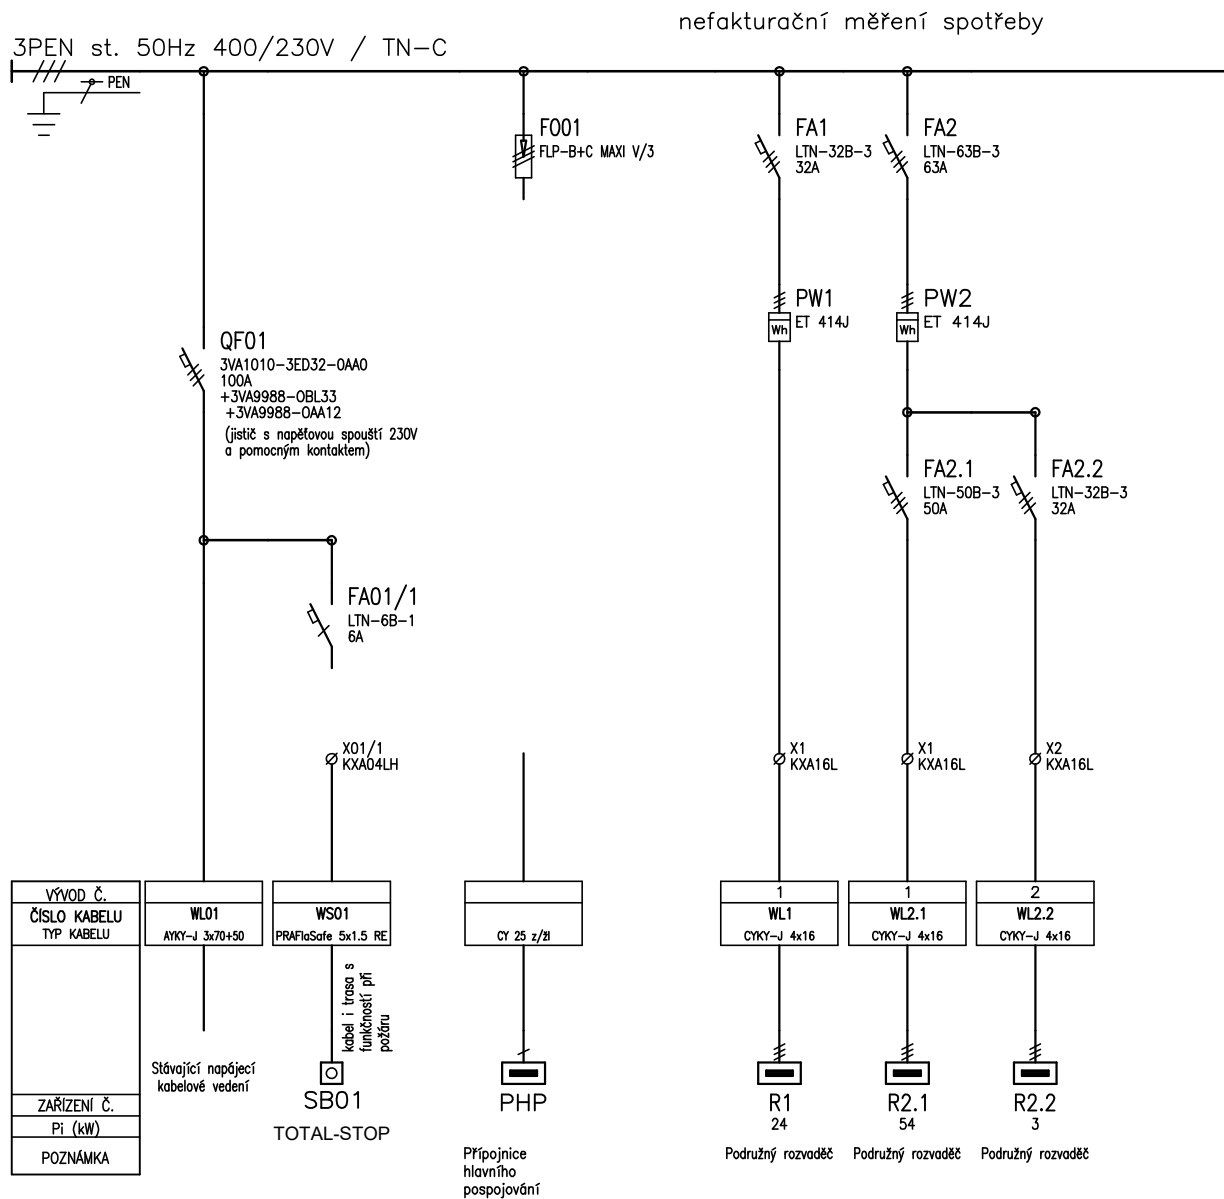 nefakturační měření spotřeby
3PEN st. 50Hz 400/230V / TN-C
PEN
F001
FLP-B+C MAXI V/3
FA1
LTN-32B-3
32A
FA2
LTN-63B-3
63A
PW1
ET 414J
Wh
PW2
ET 414J
Wh
QF01
3VA1010-3ED32-0AA0
100A
+3VA9988-0BL33
+3VA9988-0AA12
(jistič s napěťovou spouští 230V
a pomocným kontaktem)
FA2.1
LTN-50B-3
50A
FA2.2
LTN-32B-3
32A
FA01/1
LTN-6B-1
6A
X01/1
KXA04LH
X1
KXA16L
X1
KXA16L
X2
KXA16L
VÝVOD Č.
ČÍSLO KABELU
TYP KABELU
WL01
AYKY-J 3x70+50
WS01
PRAFlaSafe 5x1.5 RE
CY 25 z/žl
1
WL1
CYKY-J 4x16
1
WL2.1
CYKY-J 4x16
2
WL2.2
CYKY-J 4x16
kabel i trasa s
funkčností při
požáru
Stávající napájecí
kabelové vedení
ZAŘÍZENÍ Č.
Pi (kW)
POZNÁMKA
SB01
TOTAL-STOP
PHP
Přípojnice
hlavního
pospojování
R1
24
Podružný rozvaděč
R2.1
54
Podružný rozvaděč
R2.2
3
Podružný rozvaděč